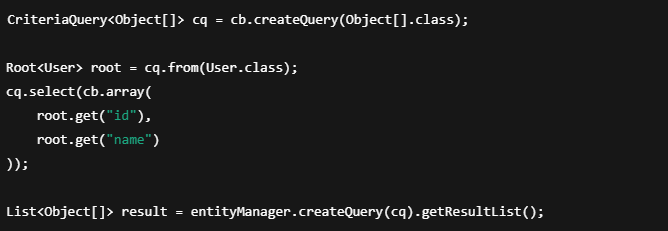 CriteriaQuery<Object[]> cq = cb.createQuery(Object[].class);

Root<User> root = cq.from(User.class);
cq.select(cb.array(
    root.get("id"),
    root.get("name")
));

List<Object[]> result = entityManager.createQuery(cq).getResultList();